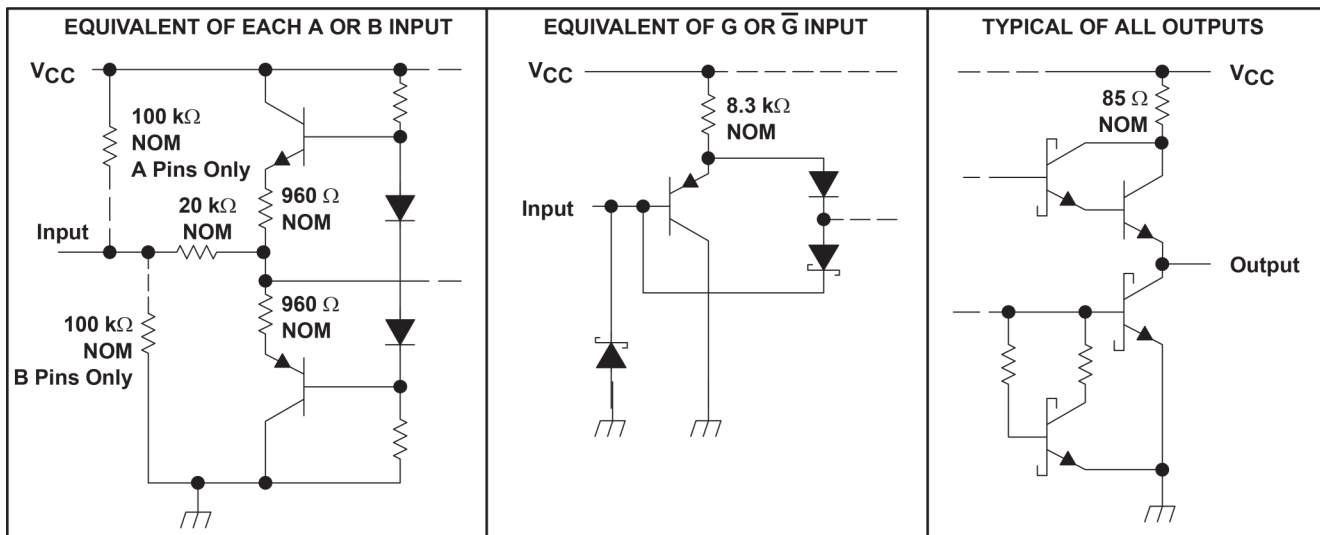 EQUIVALENT OF EACH A OR B INPUT
VCC
100 kΩ
NOM
A Pins Only
20 kΩ
NOM
960 Ω
NOM
Input
960 Ω
NOM
100 kΩ
NOM
B Pins Only
EQUIVALENT OF G OR G̅ INPUT
VCC
8.3 kΩ
NOM
Input
TYPICAL OF ALL OUTPUTS
VCC
85 Ω
NOM
Output